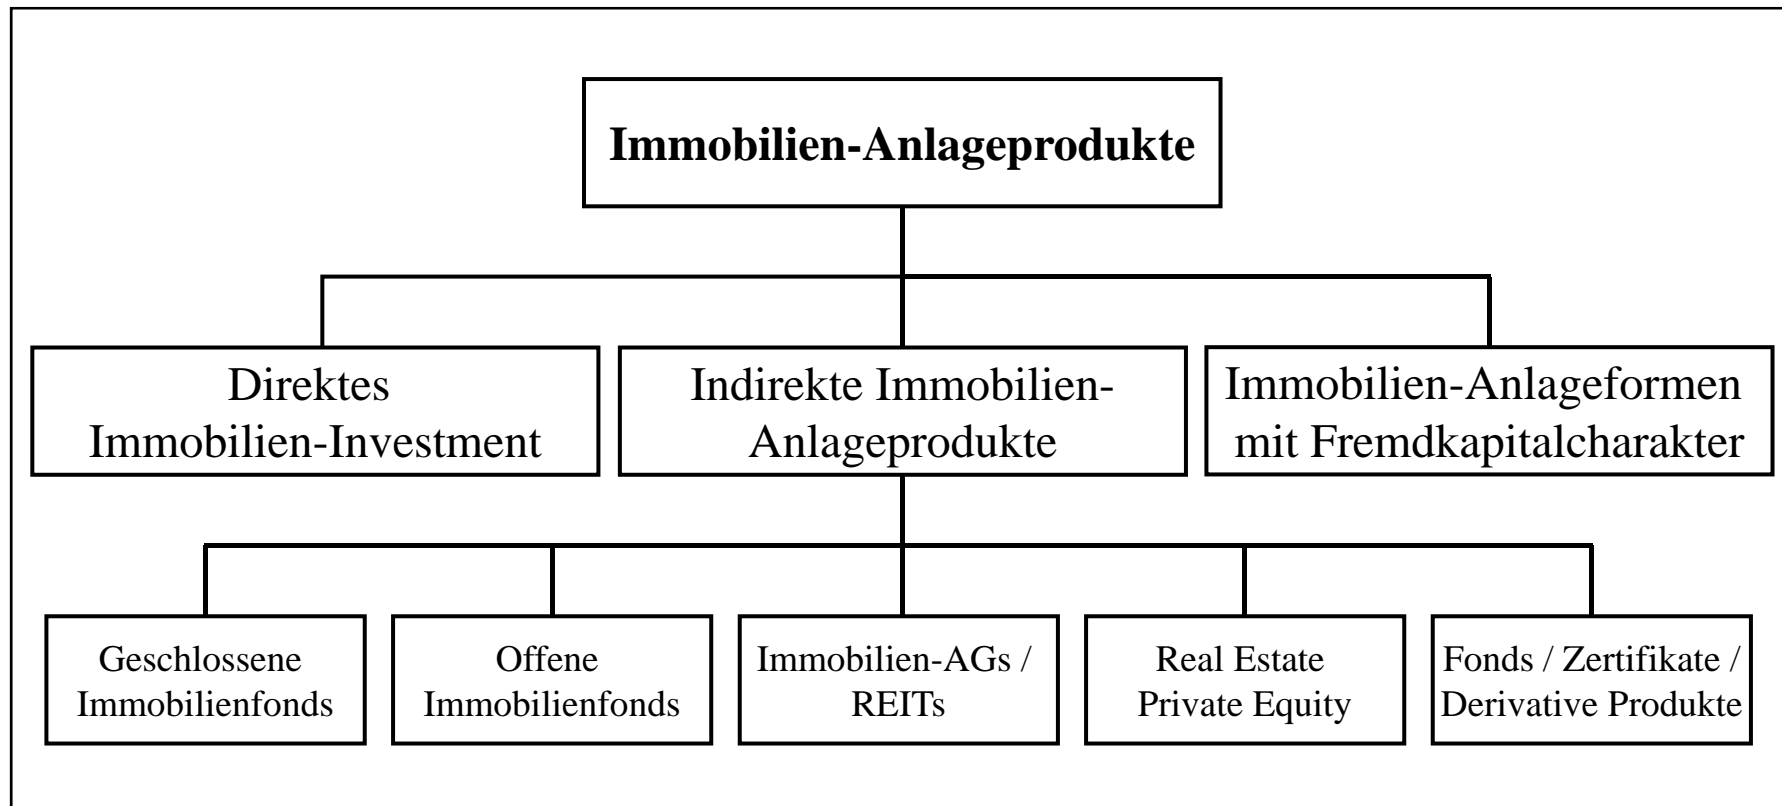 Immobilien-Anlageprodukte
Direktes
Immobilien-Investment
Indirekte Immobilien-
Anlageprodukte
Immobilien-Anlageformen
mit Fremdkapitalcharakter
Geschlossene
Immobilienfonds
Offene
Immobilienfonds
Immobilien-AGs /
REITs
Real Estate
Private Equity
Fonds / Zertifikate /
Derivative Produkte